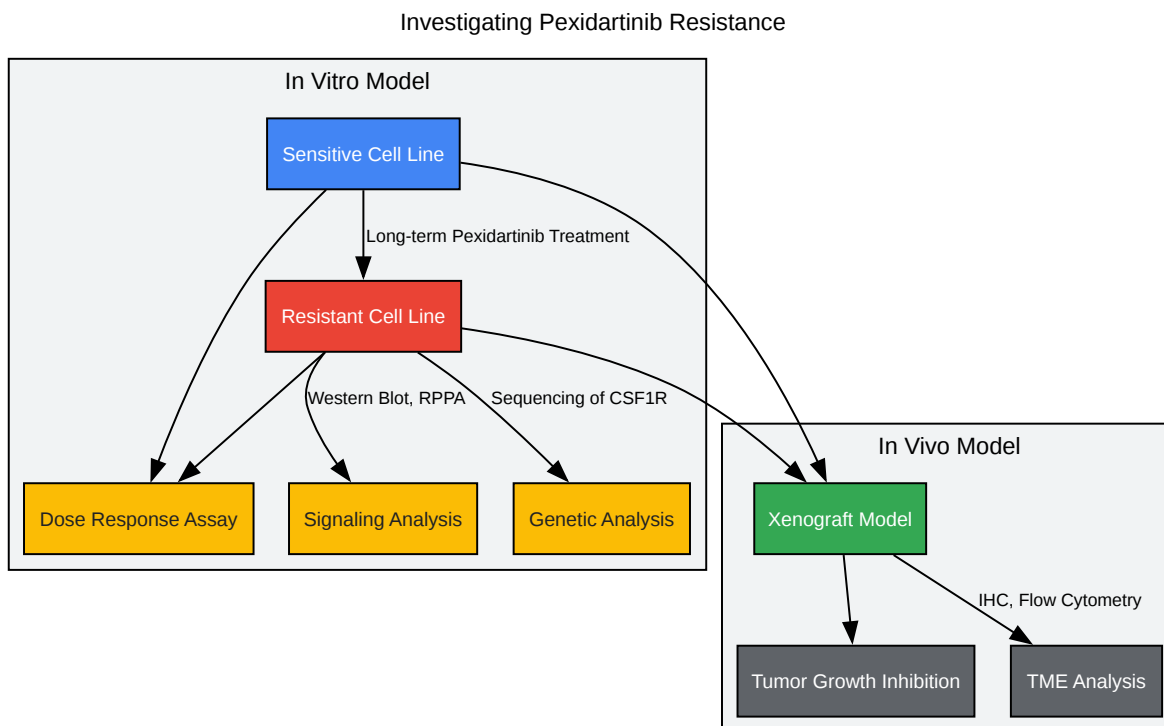 Investigating Pexidartinib Resistance
In Vitro Model
Sensitive Cell Line
Long-term Pexidartinib Treatment
Resistant Cell Line
Western Blot, RPPA
Sequencing of CSF1R
In Vivo Model
Dose Response Assay
Signaling Analysis
Genetic Analysis
Xenograft Model
IHC, Flow Cytometry
Tumor Growth Inhibition
TME Analysis